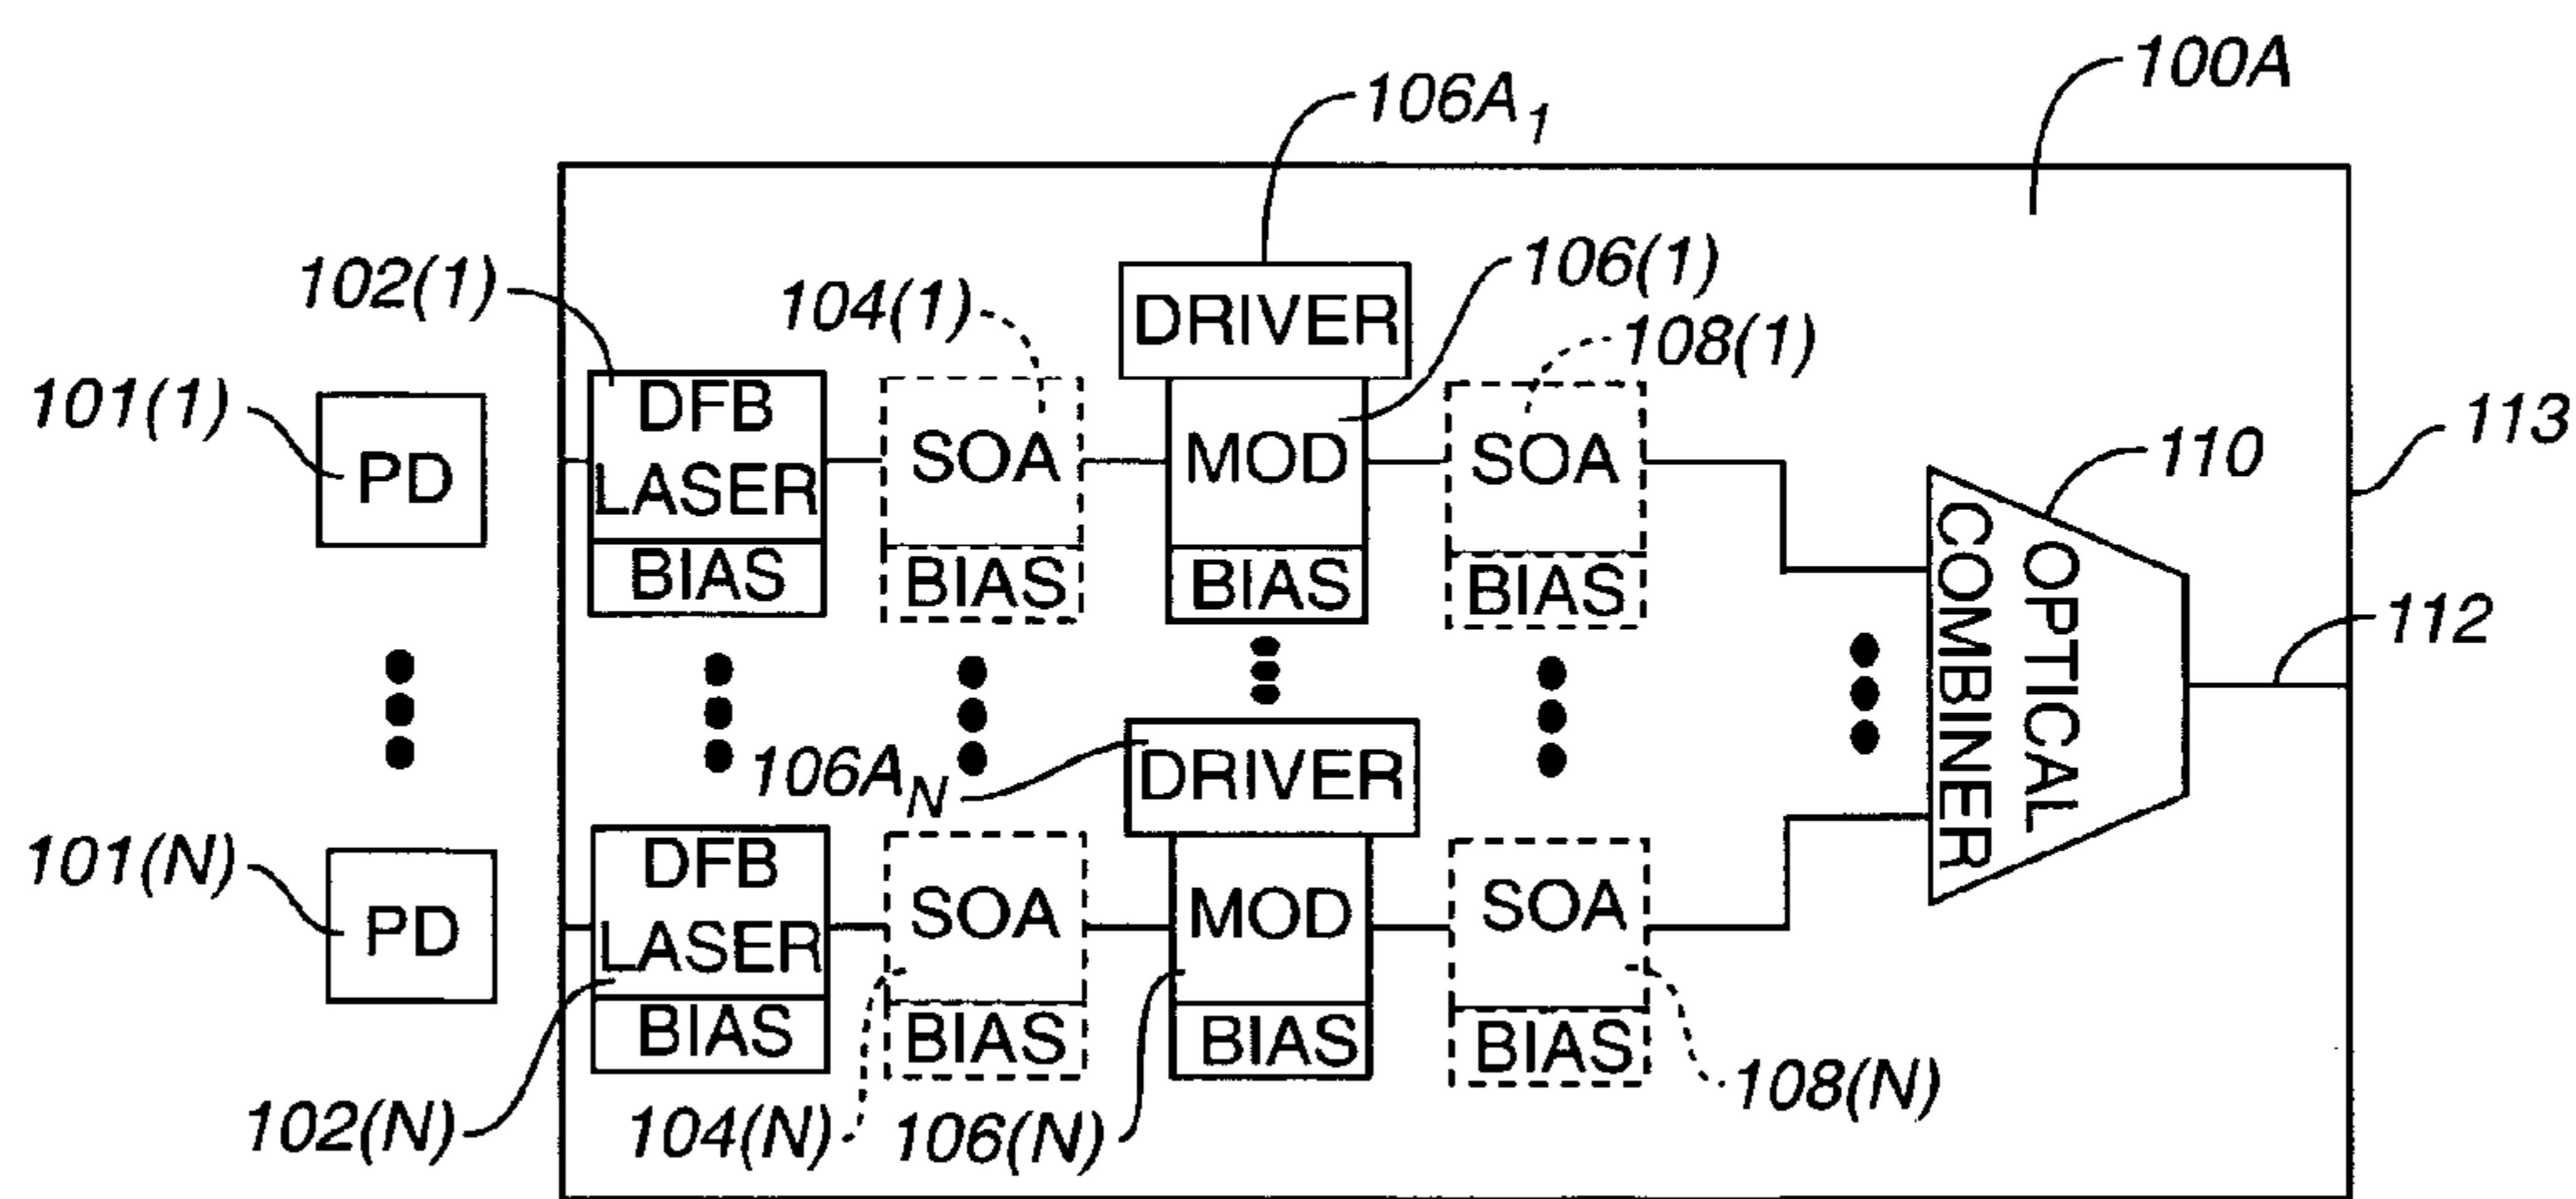 100A
106A1
106(1)
102(1)
104(1)
DRIVER
108(1)
101(1)
DFB
LASER
BIAS
SOA
BIAS
MOD
BIAS
SOA
BIAS
113
110
PD
OPTICAL
COMBINER
112
106AN
DRIVER
101(N)
PD
DFB
LASER
BIAS
SOA
BIAS
MOD
BIAS
SOA
BIAS
102(N)
104(N)
106(N)
108(N)